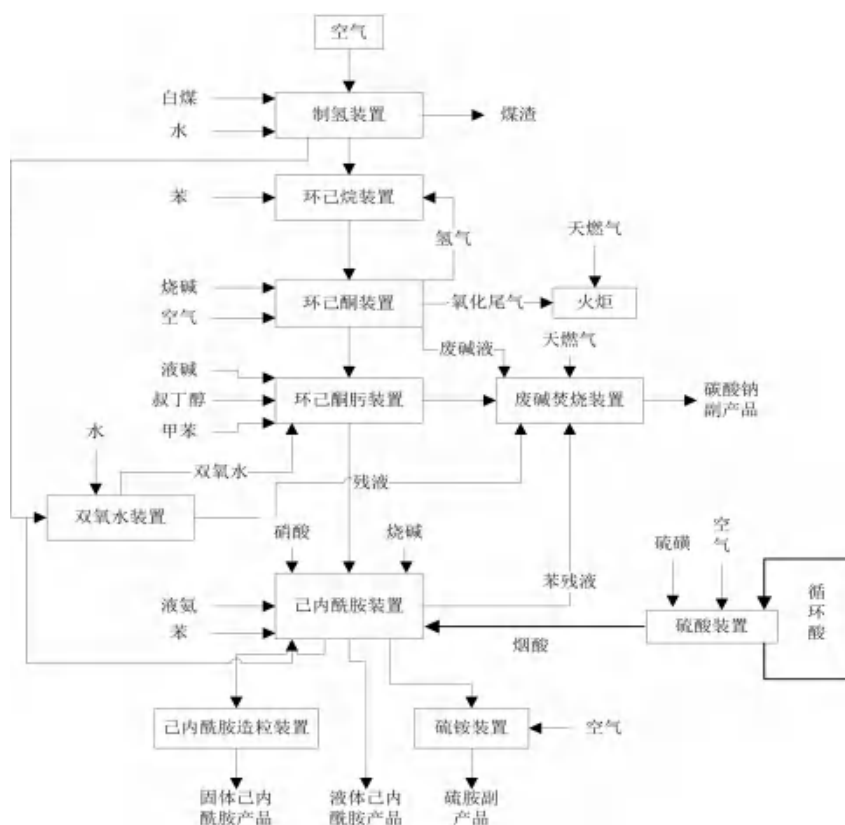 空气
白煤
制氢装置
煤渣
水
苯
环己烷装置
氢气
天燃气
烧碱
环己酮装置
氧化尾气
火炬
空气
废碱液
天燃气
液碱
叔丁醇
环己酮肟装置
废碱焚烧装置
碳酸钠
副产品
甲苯
水
双氧水
残液
双氧水装置
硝酸
烧碱
硫磺
空
气
循
环
酸
苯残液
液氨
己内酰胺装置
硫酸装置
苯
烟酸
己内酰胺造粒装置
硫铵装置
空气
固体己内
酰胺产品
液体己内
酰胺产品
硫胺副
产品